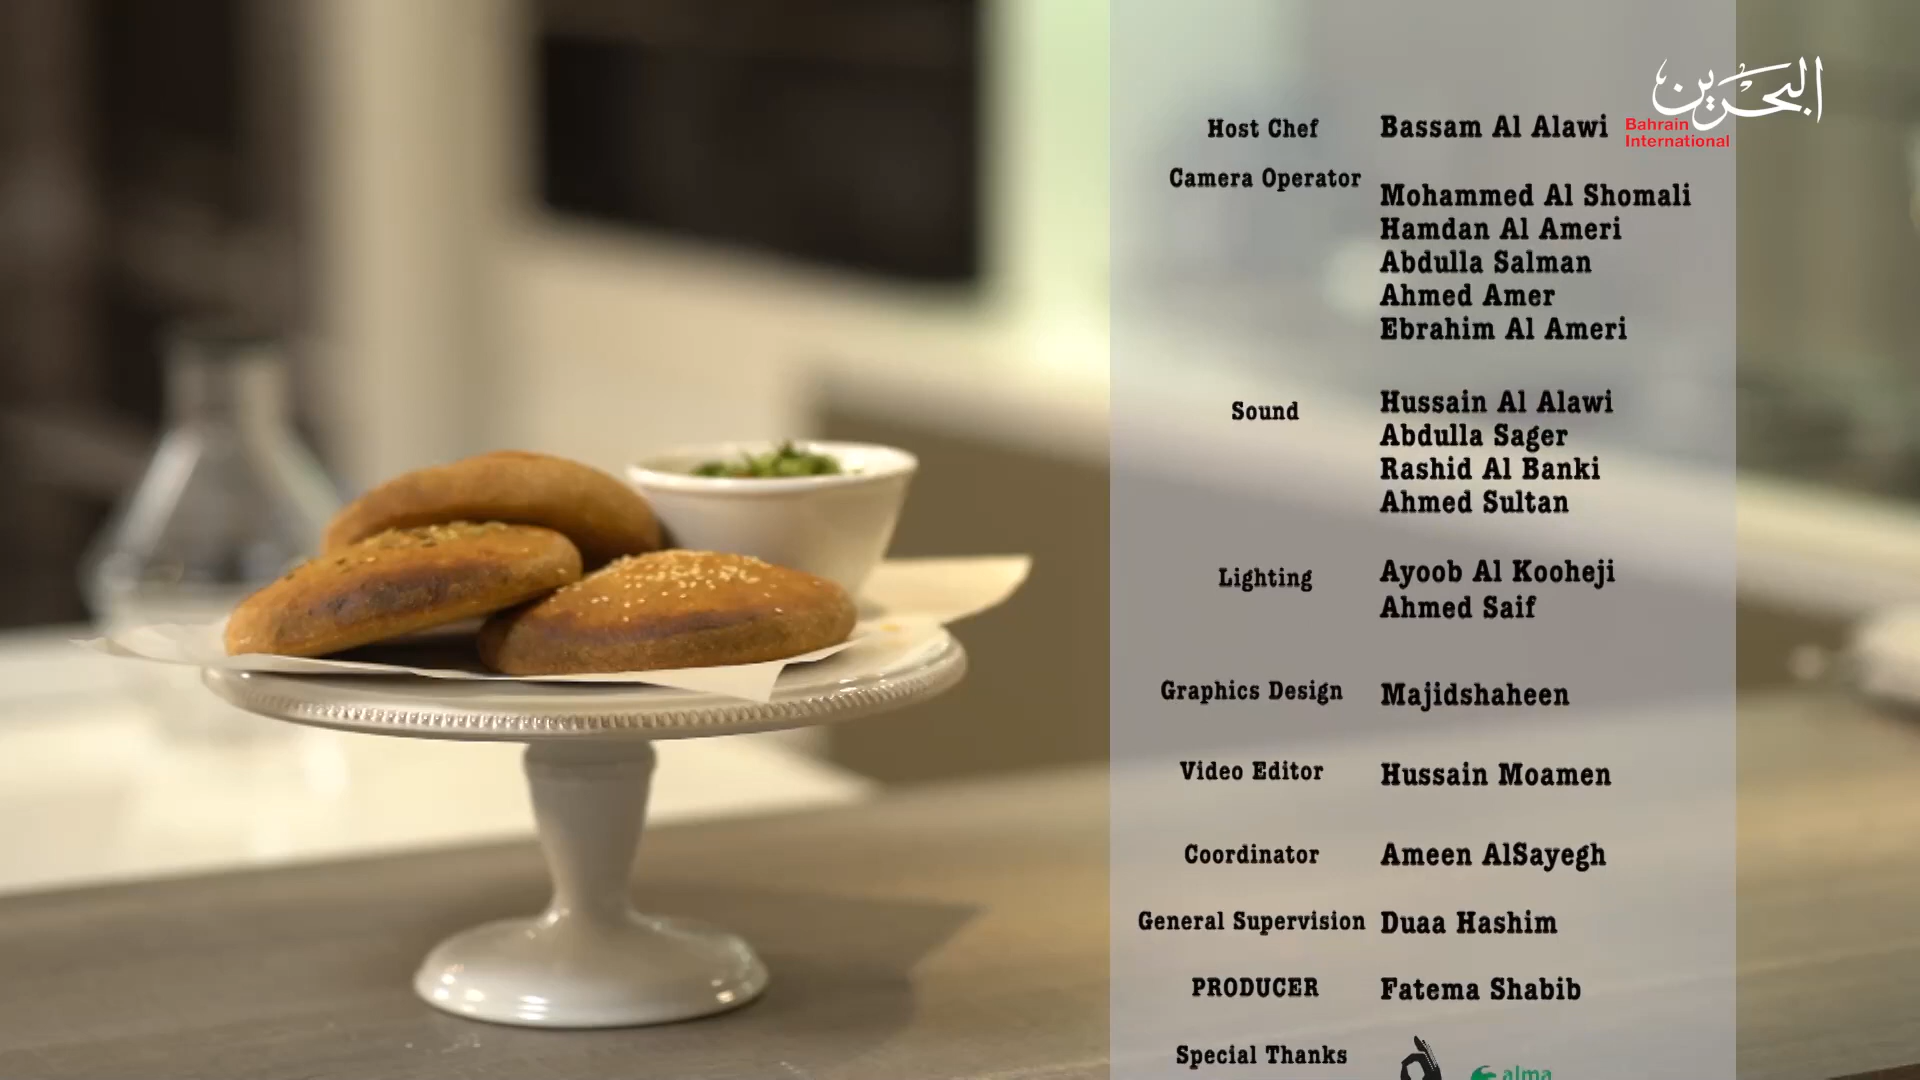 البحرين
Bahrain
International
Host Chef Bassam Al Alawi
Camera Operator
Mohammed Al Shomali
Hamdan Al Ameri
Abdulla Salman
Ahmed Amer
Ebrahim Al Ameri
Sound
Hussain Al Alawi
Abdulla Sager
Rashid Al Banki
Ahmed Sultan
Lighting
Ayoob Al Kooheji
Ahmed Saif
Graphics Design Majidshaheen
Video Editor Hussain Moamen
Coordinator Ameen AlSayegh
General Supervision Duaa Hashim
PRODUCER Fatema Shabib
Special Thanks
alma